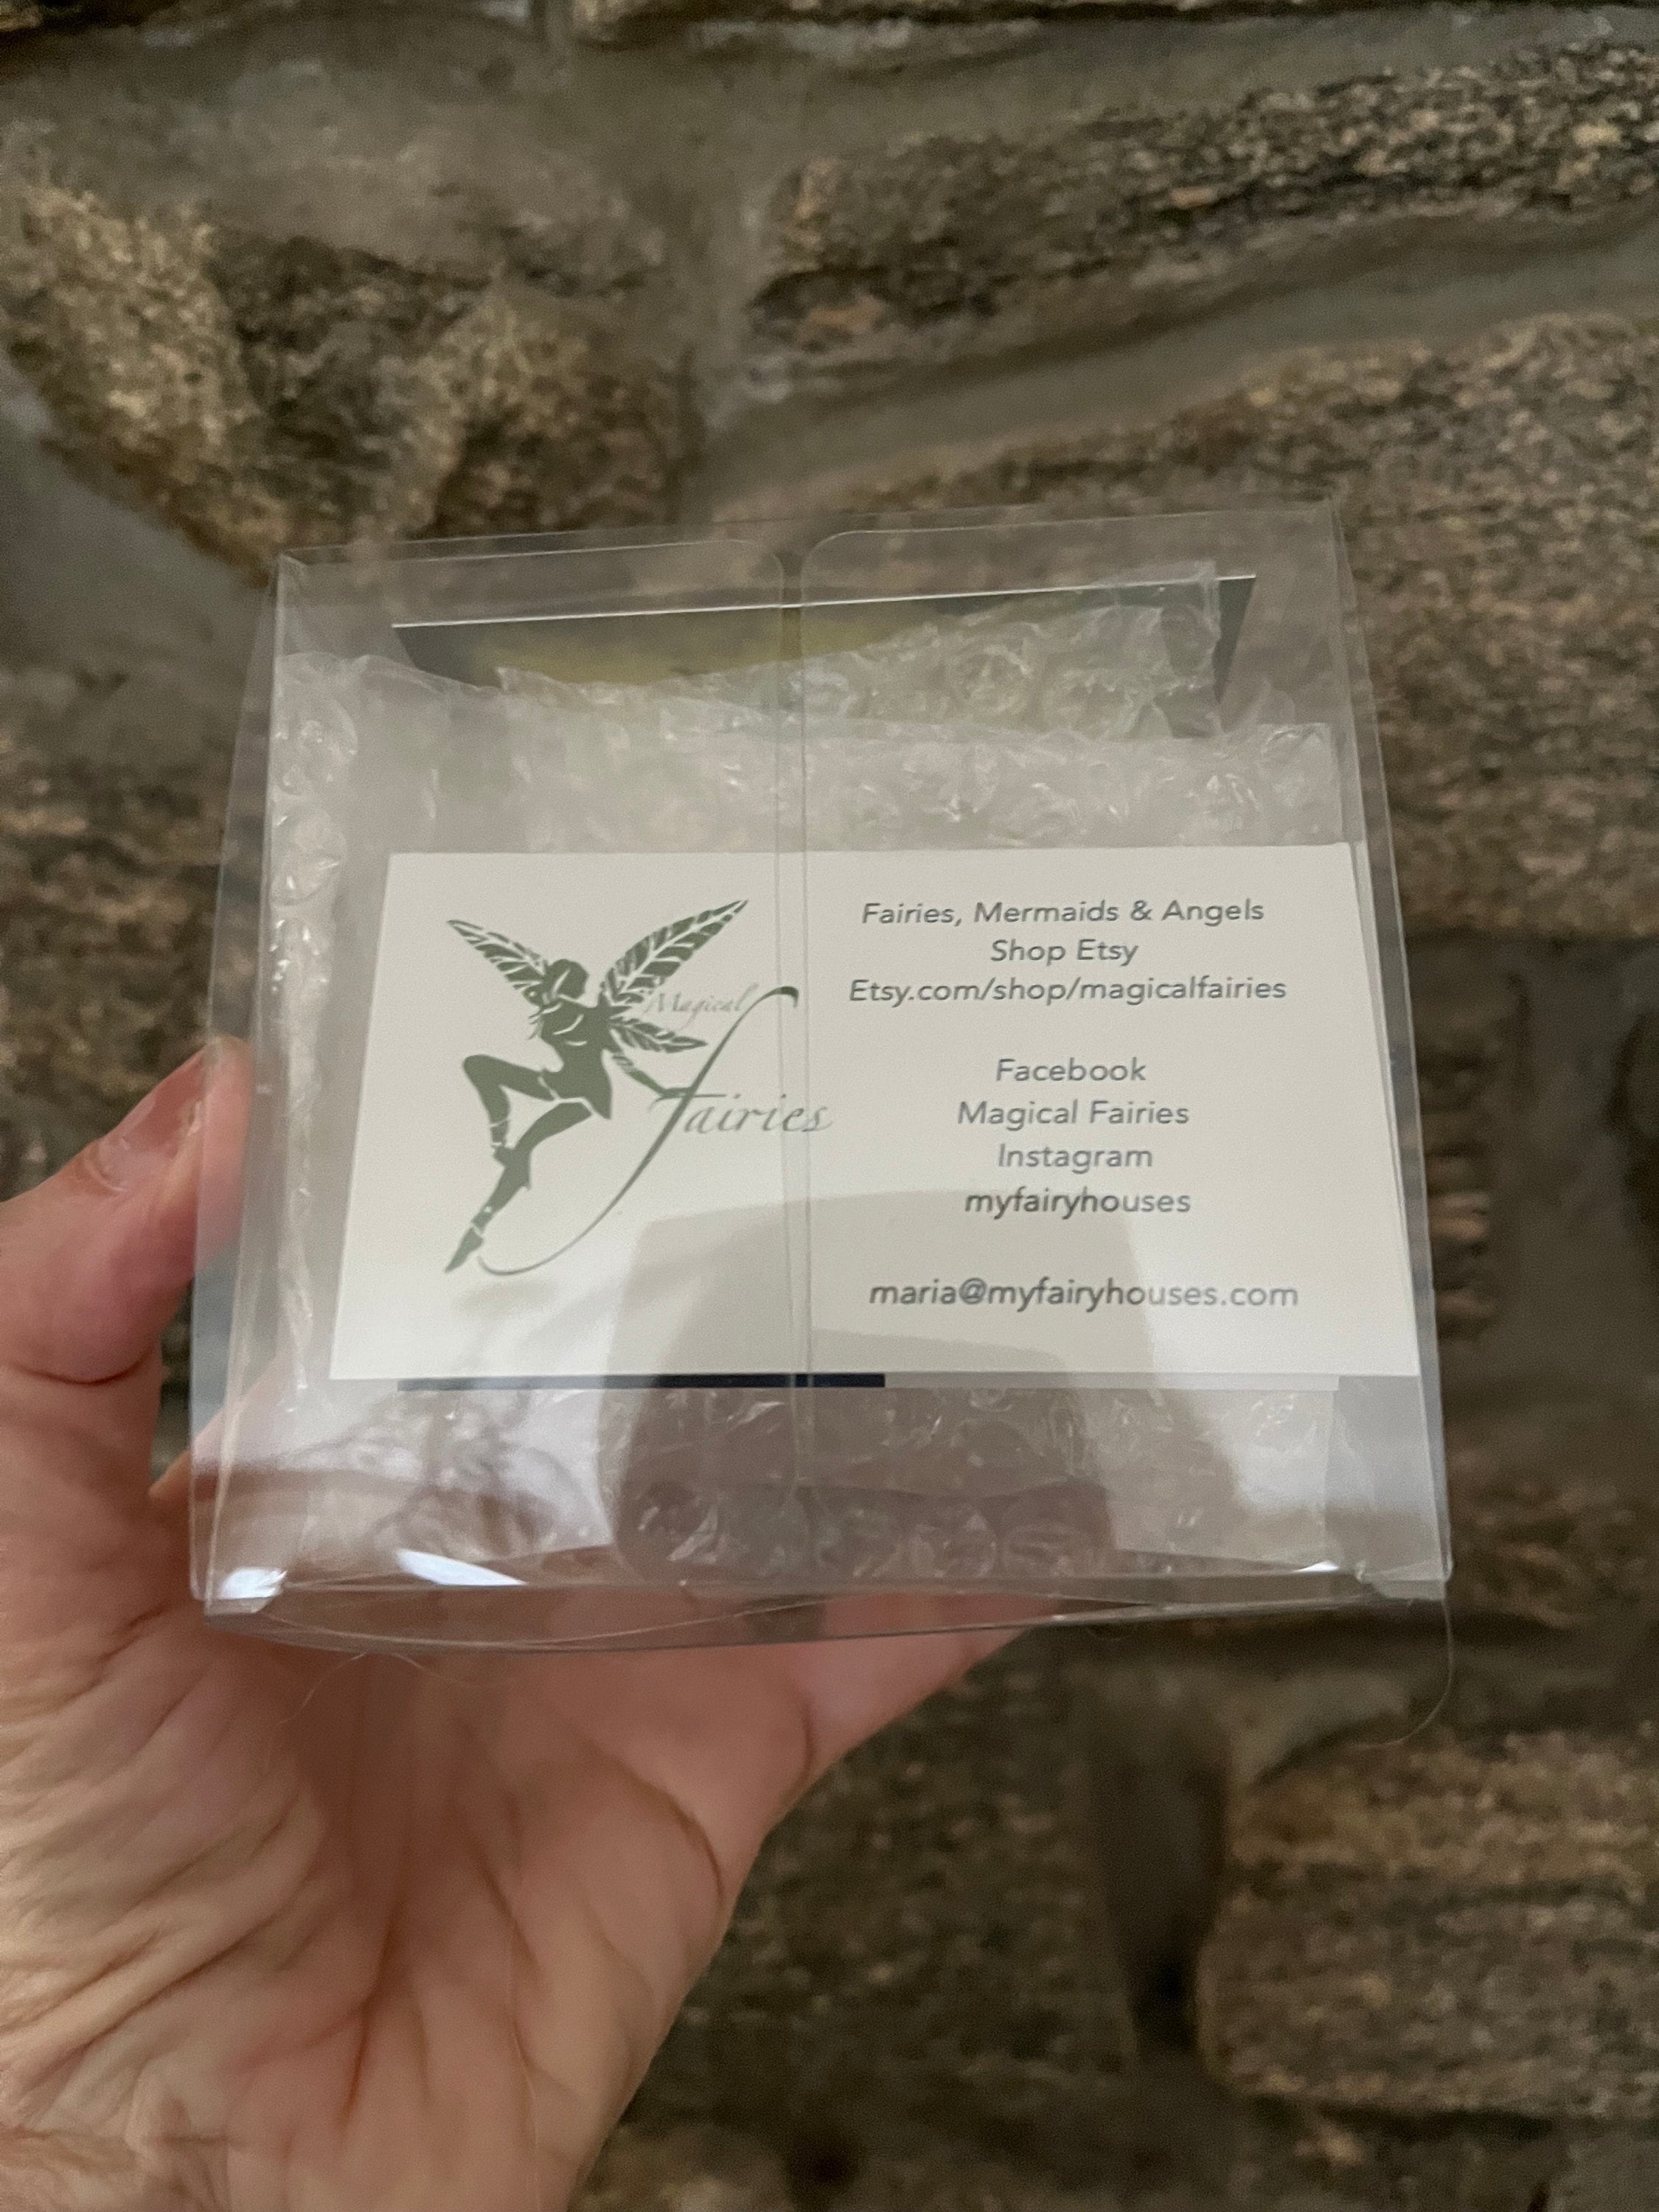 Magical
Fairies
Fairies, Mermaids & Angels
Shop Etsy
Etsy.com/shop/magicalfairies
Facebook
Magical Fairies
Instagram
myfairyhouses
maria@myfairyhouses.com